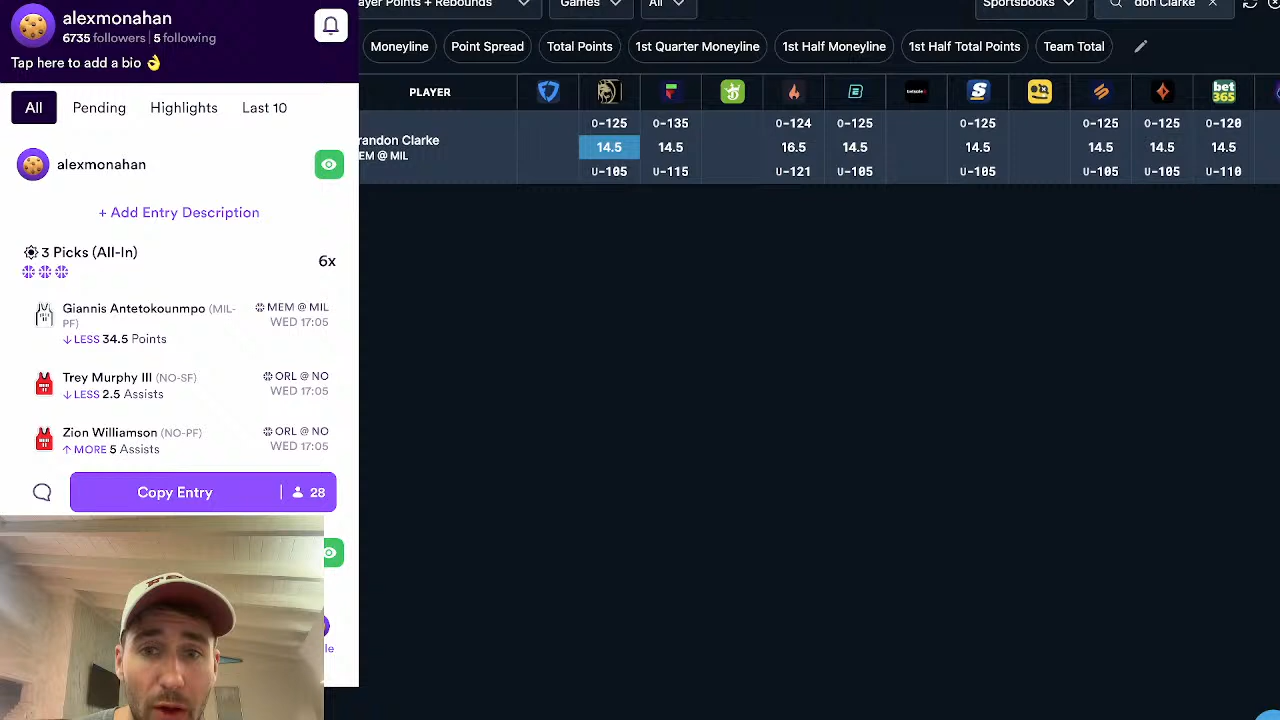 alexmonahan
6735 followers | 5 following
Tap here to add a bio 👌
All Pending Highlights Last 10
alexmonahan
+ Add Entry Description
3 Picks (All-In)
6x
Giannis Antetokounmpo (MIL-
PF)
↓ LESS 34.5 Points
MEM @ MIL
WED 17:05
Trey Murphy III (NO-SF)
↓ LESS 2.5 Assists
ORL @ NO
WED 17:05
Zion Williamson (NO-PF)
↑ MORE 5 Assists
ORL @ NO
WED 17:05
Copy Entry | 28
le
ayer Points + Rebounds Games All Sportsbooks don Clarke
Moneyline Point Spread Total Points 1st Quarter Moneyline 1st Half Moneyline 1st Half Total Points Team Total
PLAYER bet365
randon Clarke
EM @ MIL
O-125 O-135 O-124 O-125 O-125 O-125 O-125 O-120
14.5 14.5 16.5 14.5 14.5 14.5 14.5 14.5
U-105 U-115 U-121 U-105 U-105 U-105 U-105 U-110